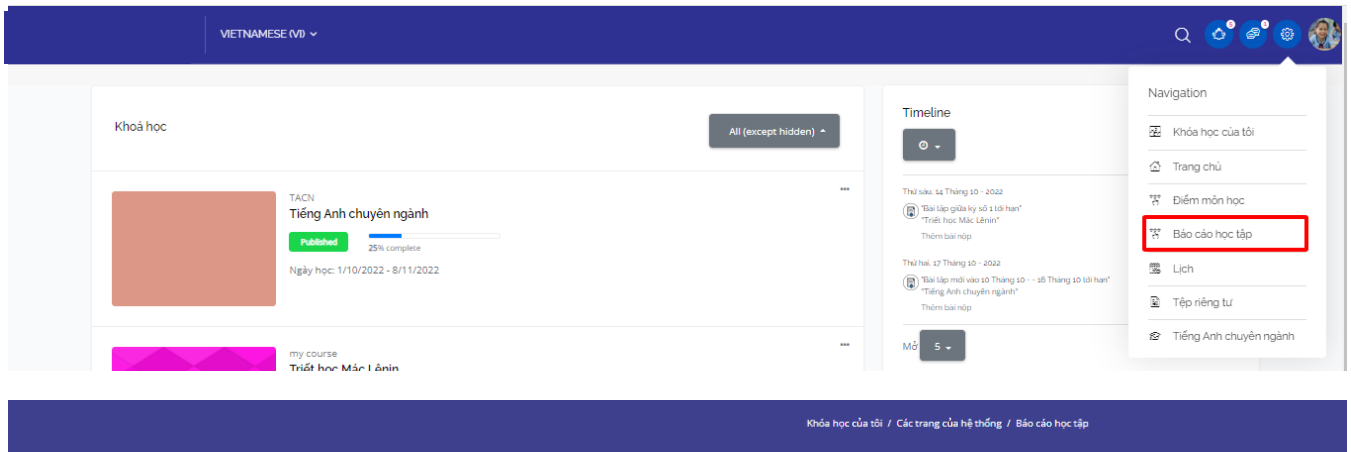 VIETNAMESE (VI)
5
1
Navigation
Khóa học của tôi
Trang chủ
Điểm môn học
Báo cáo học tập
Lịch
Tệp riêng tư
Tiếng Anh chuyên ngành
Khoá học
All (except hidden)
TACN
Tiếng Anh chuyên ngành
Published
25% complete
Ngày học: 1/10/2022 - 8/11/2022
my course
Triết học Mác Lênin
Timeline
Thứ sáu, 14 Tháng 10 - 2022
"Bài tập giữa kỳ số 1 tới hạn"
"Triết học Mác Lênin"
Thêm bài nộp
Thứ hai, 17 Tháng 10 - 2022
"Bài tập mới vào 10 Tháng 10 - - 16 Tháng 10 tới hạn"
"Tiếng Anh chuyên ngành"
Thêm bài nộp
Mở 5
Khóa học của tôi / Các trang của hệ thống / Báo cáo học tập